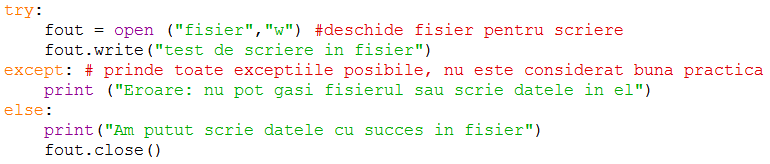 try:
    fout = open ("fisier","w") #deschide fisier pentru scriere
    fout.write("test de scriere in fisier")
except: # prinde toate exceptiile posibile, nu este considerat buna practica
    print ("Eroare: nu pot gasi fisierul sau scrie datele in el")
else:
    print("Am putut scrie datele cu succes in fisier")
    fout.close()